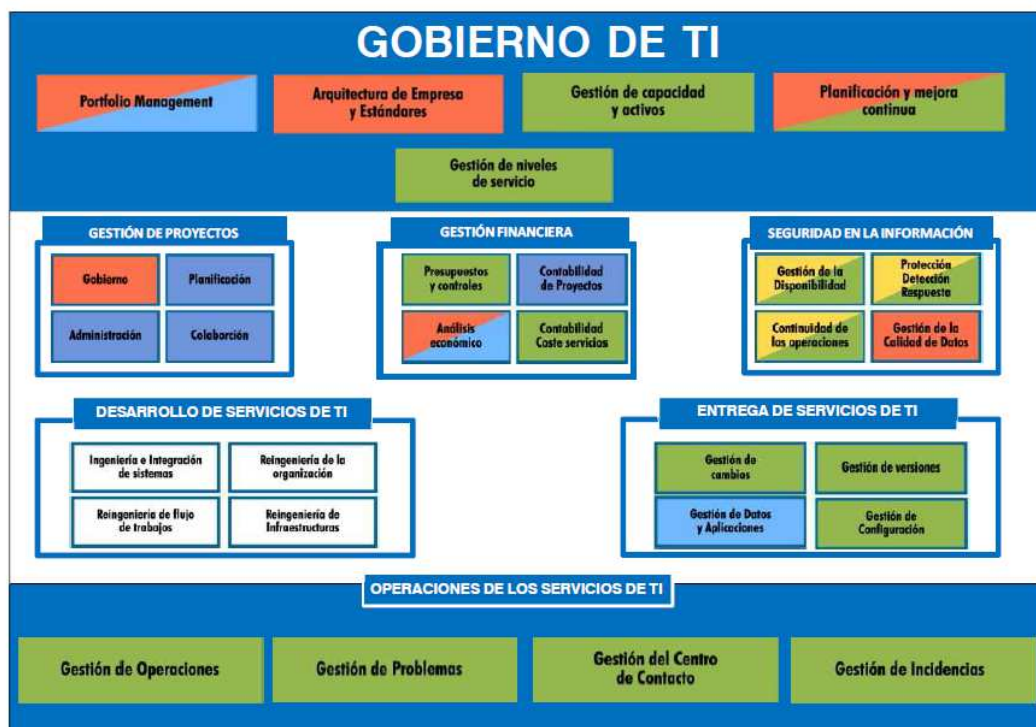 GOBIERNO DE TI
Portfolio Management
Arquitectura de Empresa
y Estándares
Gestión de capacidad
y activos
Planificación y mejora
continua
Gestión de niveles
de servicio
GESTIÓN DE PROYECTOS
Gobierno
Planificación
Administración
Colaborción
GESTIÓN FINANCIERA
Presupuestos
y controles
Contabilidad
de Proyectos
Análisis
económico
Contabilidad
Coste servicios
SEGURIDAD EN LA INFORMACIÓN
Gestión de la
Disponibilidad
Protección
Detección
Respuesta
Continuidad de
las operaciones
Gestión de la
Calidad de Datos
DESARROLLO DE SERVICIOS DE TI
Ingeniería e Integración
de sistemas
Reingeniería de la
organización
Reingeniería de flujo
de trabajos
Reingeniería de
Infraestructuras
ENTREGA DE SERVICIOS DE TI
Gestión de
cambios
Gestión de versiones
Gestión de Datos
y Aplicaciones
Gestión de
Configuración
OPERACIONES DE LOS SERVICIOS DE TI
Gestión de Operaciones
Gestión de Problemas
Gestión del Centro
de Contacto
Gestión de Incidencias